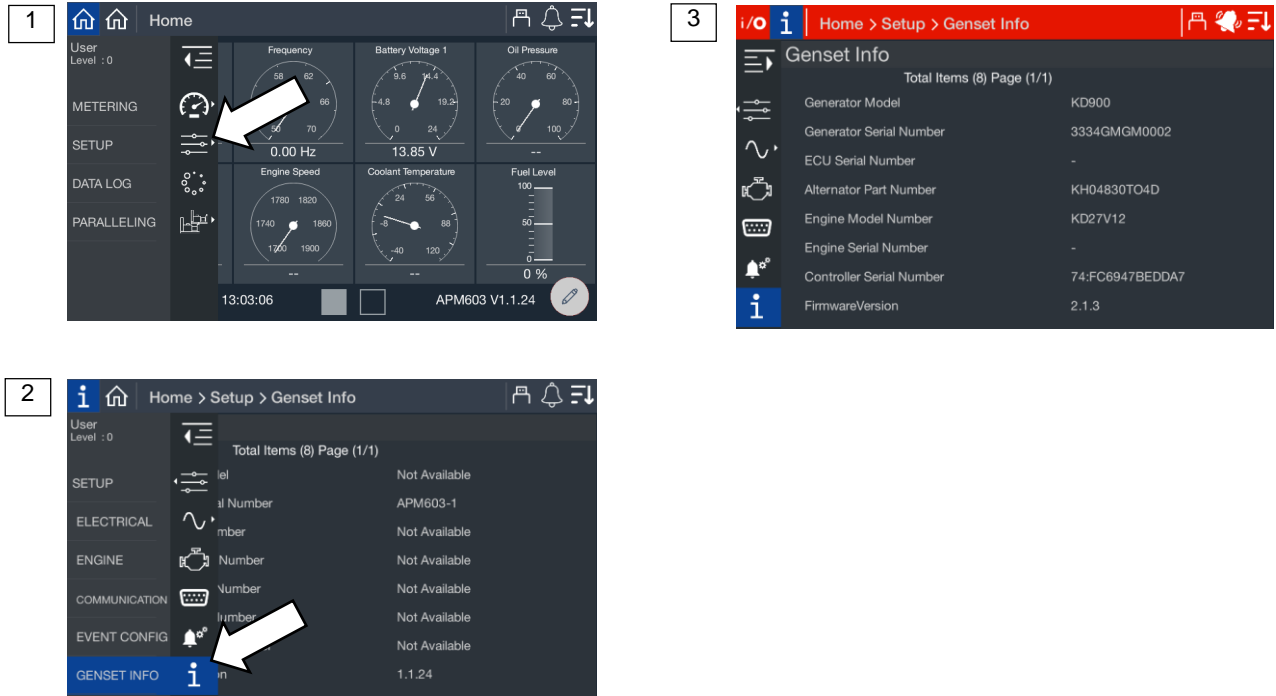 1
Home
User
Level : 0
METERING
SETUP
DATA LOG
PARALLELING
Frequency
58 62
66
50 70
0.00 Hz
Battery Voltage 1
9.6 14.4
4.8 19.2
0 24
13.85 V
Oil Pressure
40 60
20 80
0 100
--
Engine Speed
1780 1820
1740 1860
1700 1900
--
Coolant Temperature
24 56
-8 88
-40 120
--
Fuel Level
100
50
0
0 %
13:03:06
APM603 V1.1.24
2
i
Home > Setup > Genset Info
User
Level : 0
Total Items (8) Page (1/1)
SETUP
ELECTRICAL
ENGINE
COMMUNICATION
EVENT CONFIG
GENSET INFO
i
el Not Available
al Number APM603-1
mber Not Available
Number Not Available
Number Not Available
lumber Not Available
Not Available
on 1.1.24
3
i/O i Home > Setup > Genset Info
Genset Info
Total Items (8) Page (1/1)
Generator Model KD900
Generator Serial Number 3334GMGM0002
ECU Serial Number -
Alternator Part Number KH04830TO4D
Engine Model Number KD27V12
Engine Serial Number -
Controller Serial Number 74:FC6947BEDDA7
FirmwareVersion 2.1.3
i